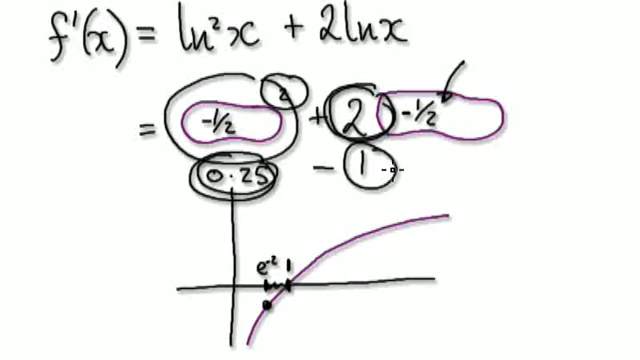 f'(x) = ln²x + 2lnx
= -1/2 2 + 2 -1/2
0.25 - 1
e⁻² 1